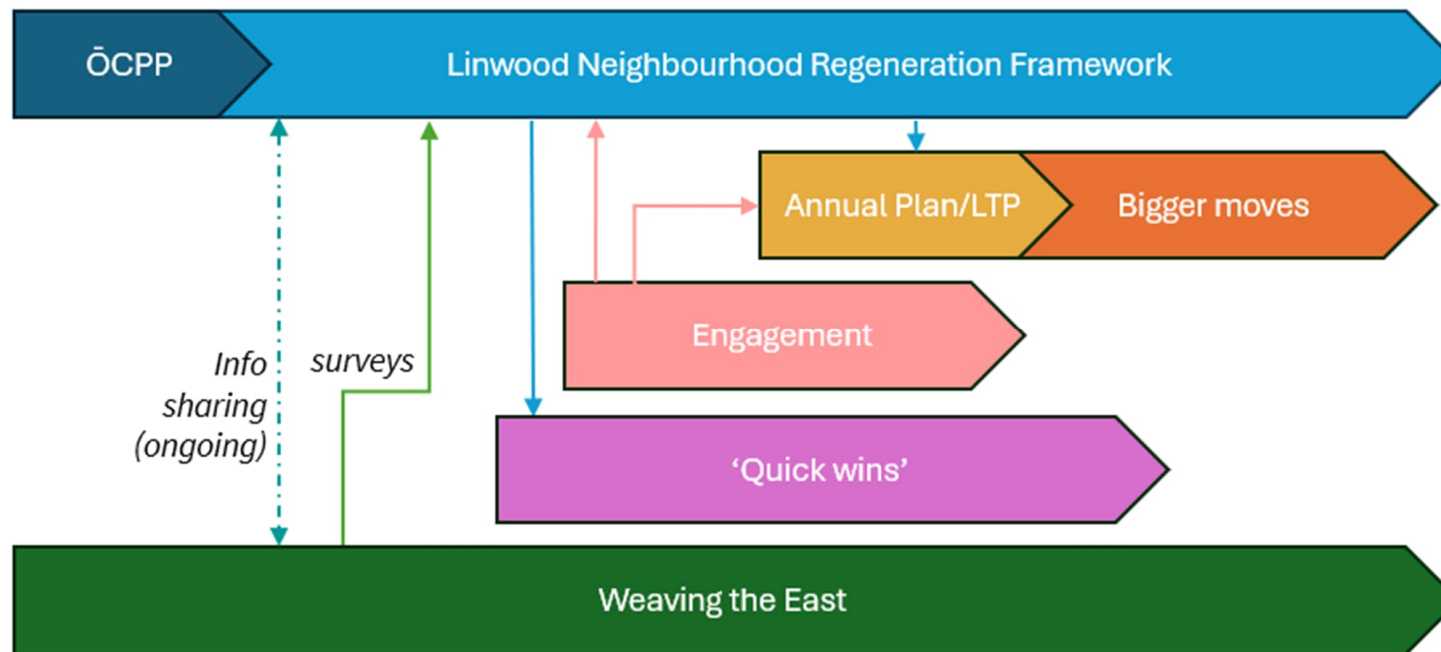 ŌCPP
Linwood Neighbourhood Regeneration Framework
Annual Plan/LTP
Bigger moves
Engagement
Info
sharing
(ongoing)
surveys
‘Quick wins’
Weaving the East